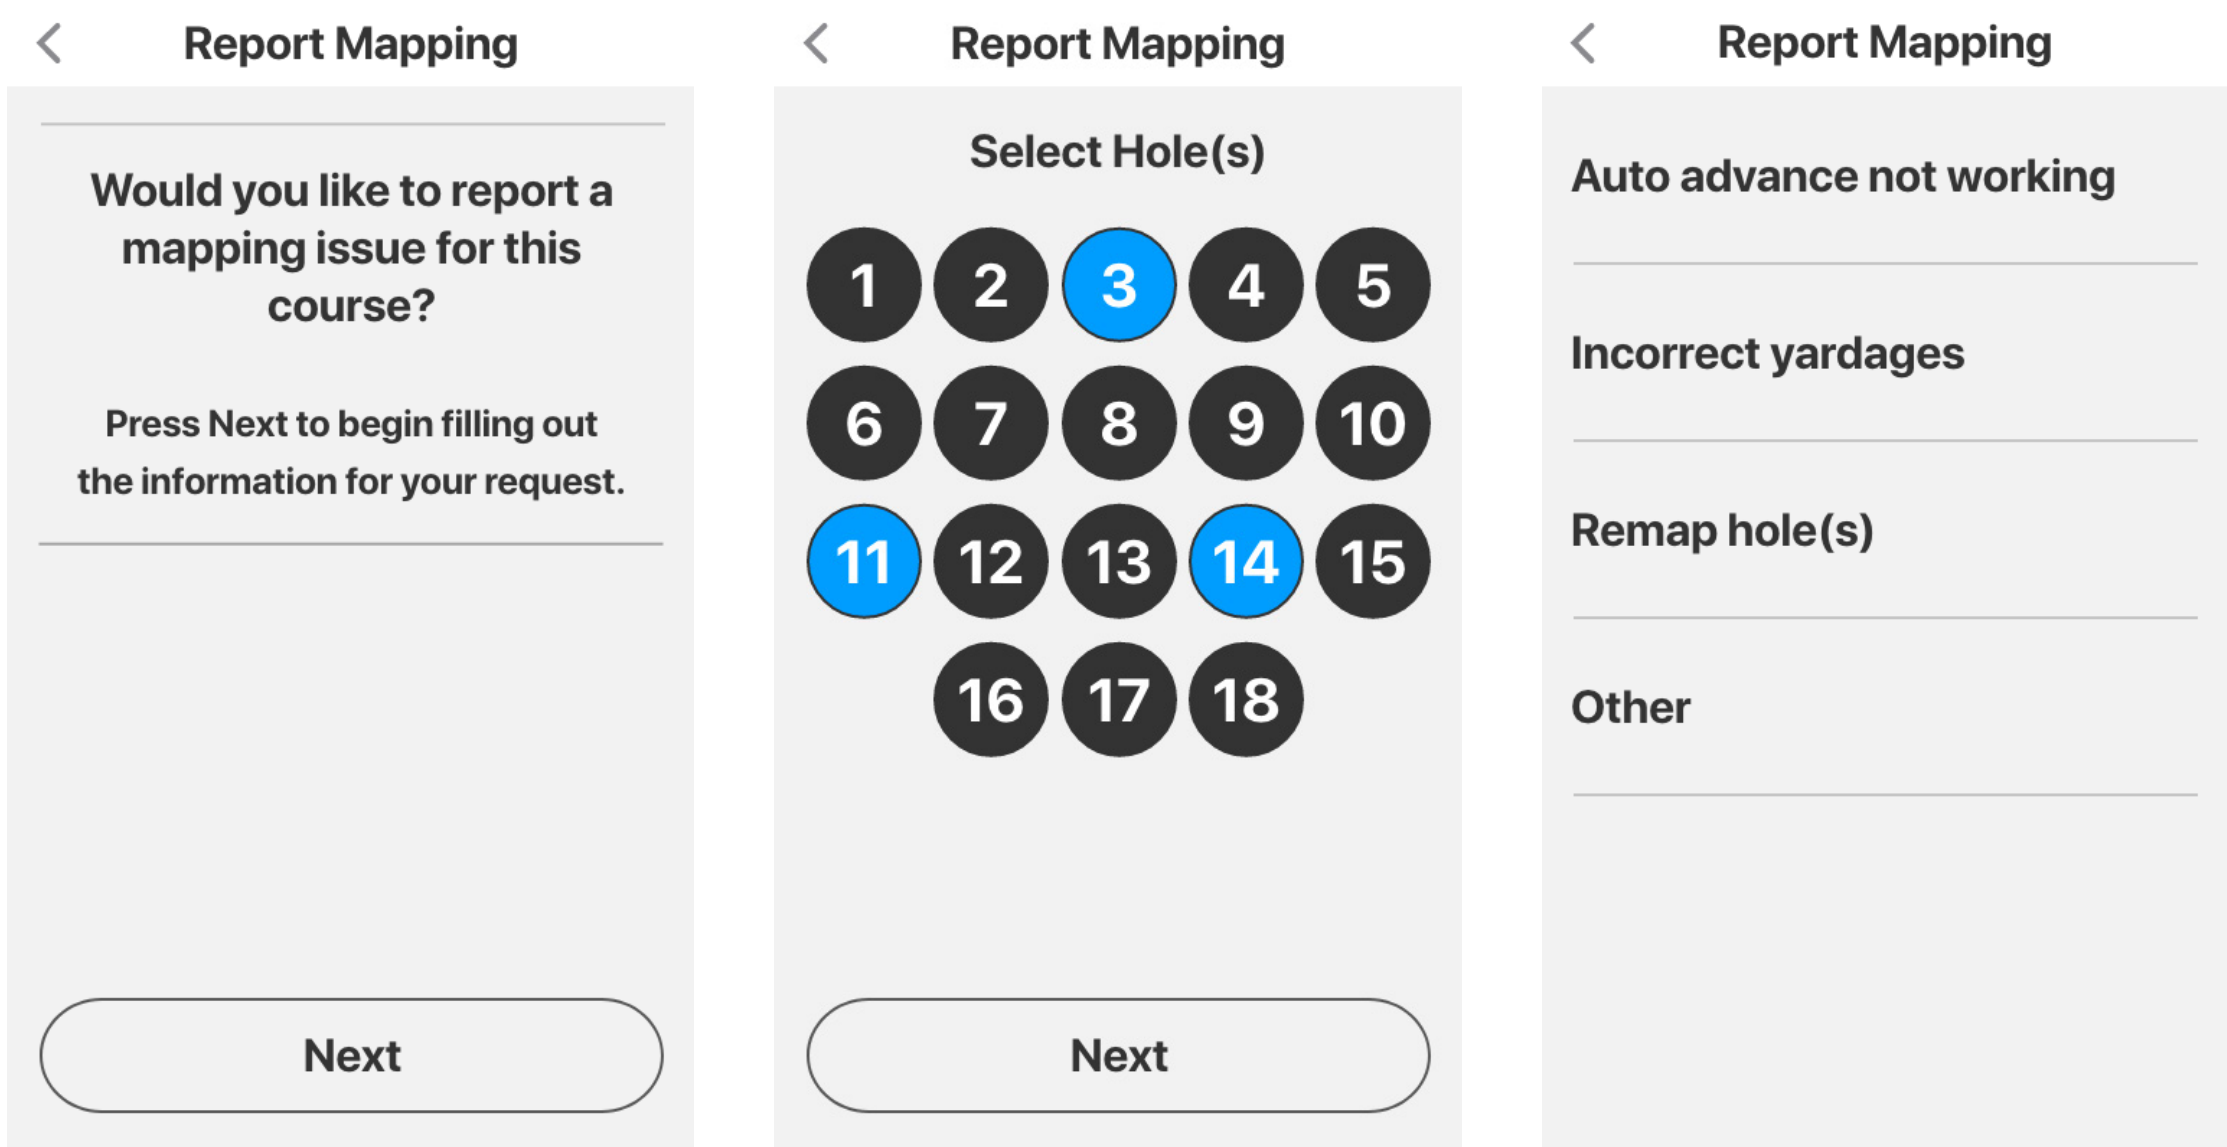 Report Mapping
Would you like to report a
mapping issue for this
course?
Press Next to begin filling out
the information for your request.
Next
Report Mapping
Select Hole(s)
1 2 3 4 5
6 7 8 9 10
11 12 13 14 15
16 17 18
Next
Report Mapping
Auto advance not working
Incorrect yardages
Remap hole(s)
Other